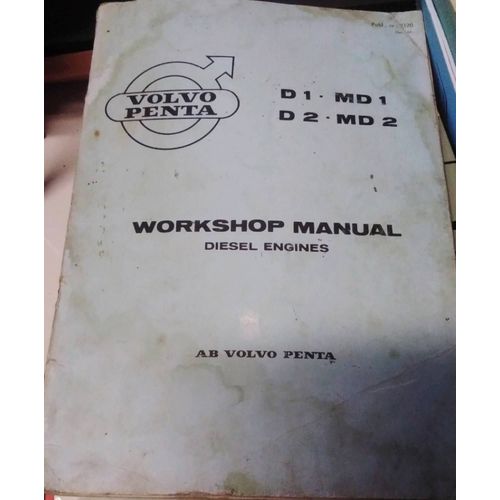 VOLVO
PENTA
D1 · MD1
D2 · MD2
WORKSHOP MANUAL
DIESEL ENGINES
AB VOLVO PENTA